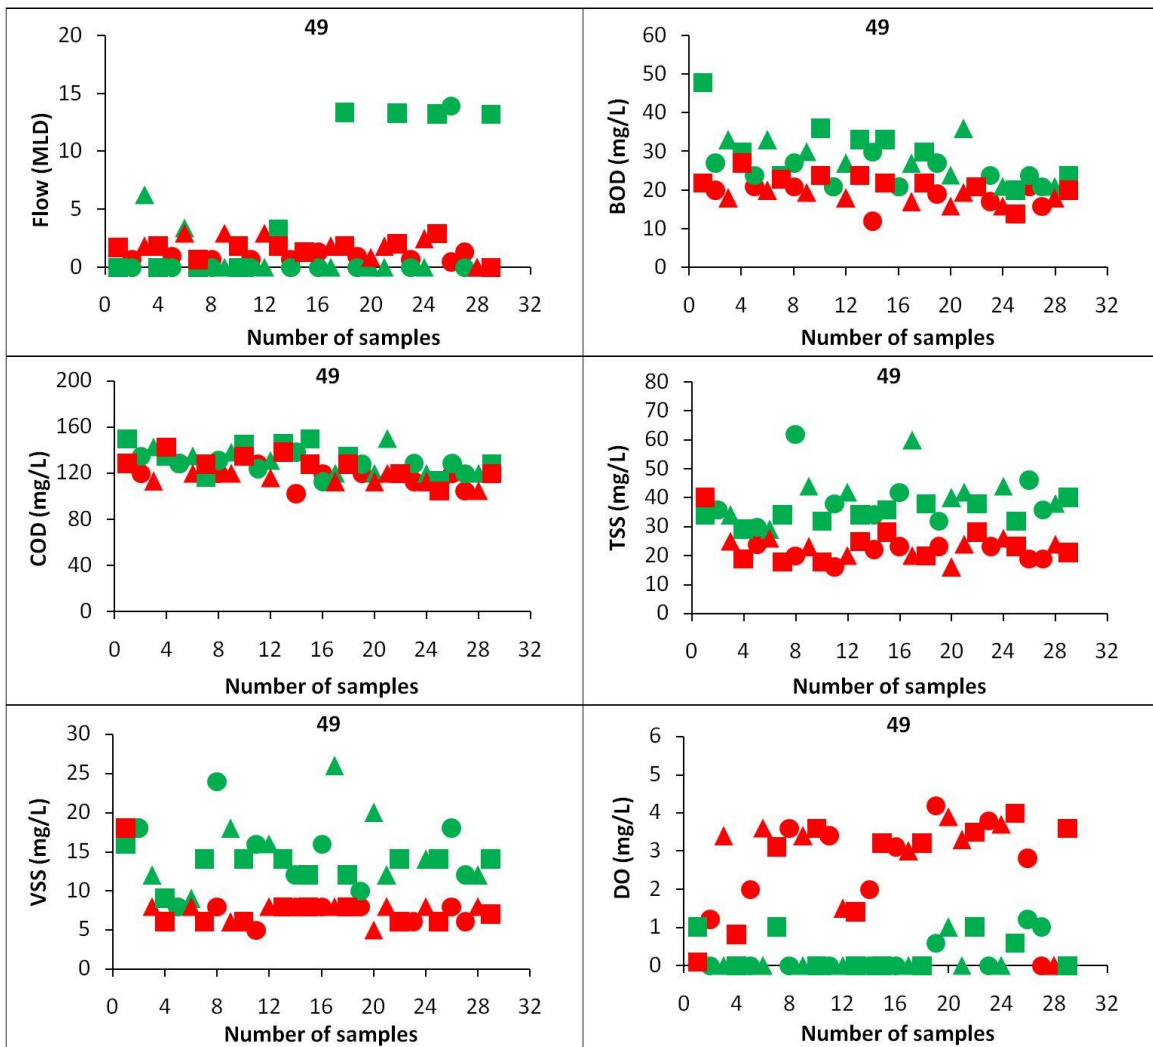 49
20
15
10
5
0
Flow (MLD)
0 4 8 12 16 20 24 28 32
Number of samples
49
60
50
40
30
20
10
0
BOD (mg/L)
0 4 8 12 16 20 24 28 32
Number of samples
49
200
160
120
80
40
0
COD (mg/L)
0 4 8 12 16 20 24 28 32
Number of samples
49
80
70
60
50
40
30
20
10
0
TSS (mg/L)
0 4 8 12 16 20 24 28 32
Number of samples
49
30
25
20
15
10
5
0
VSS (mg/L)
0 4 8 12 16 20 24 28 32
Number of samples
49
6
5
4
3
2
1
0
DO (mg/L)
0 4 8 12 16 20 24 28 32
Number of samples